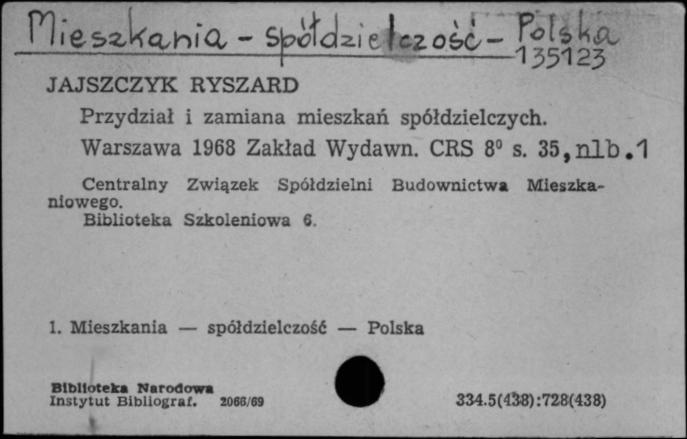 Mieszkania - spółdzielczość - Polska
135123
JAJSZCZYK RYSZARD
Przydział i zamiana mieszkań spółdzielczych.
Warszawa 1968 Zakład Wydawn. CRS 8⁰ s. 35, nlb. 1
Centralny Związek Spółdzielni Budownictwa Mieszka-
niowego.
Biblioteka Szkoleniowa 6.
1. Mieszkania — spółdzielczość — Polska
Biblioteka Narodowa
Instytut Bibliograf. 2066/69
334.5(438):728(438)